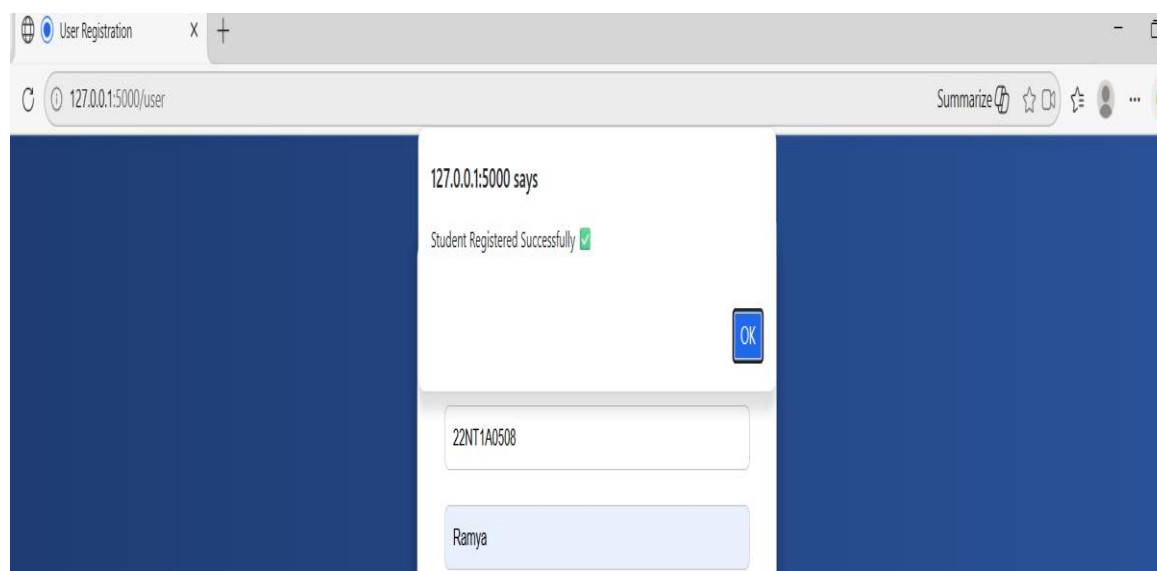 User Registration X
127.0.0.1:5000/user Summarize
127.0.0.1:5000 says
Student Registered Successfully ✅
OK
22NT1A0508
Ramya